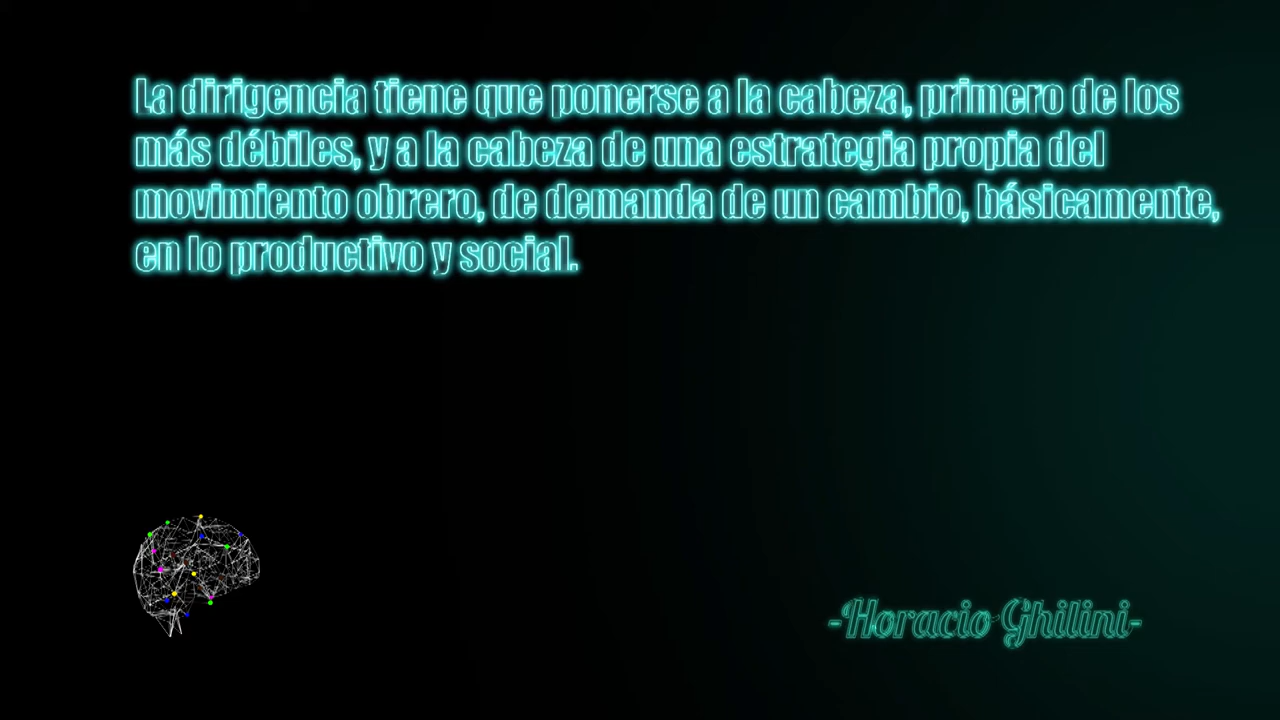 La dirigencia tiene que ponerse a la cabeza, primero de los
más débiles, y a la cabeza de una estrategia propia del
movimiento obrero, de demanda de un cambio, básicamente,
en lo productivo y social.
-Horacio Ghilini-